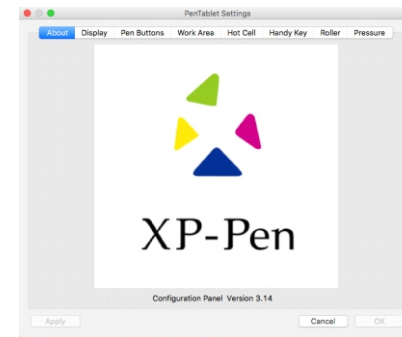 PenTablet Settings
About Display Pen Buttons Work Area Hot Cell Handy Key Roller Pressure
XP-Pen
Configuration Panel Version 3.14
Apply Cancel OK